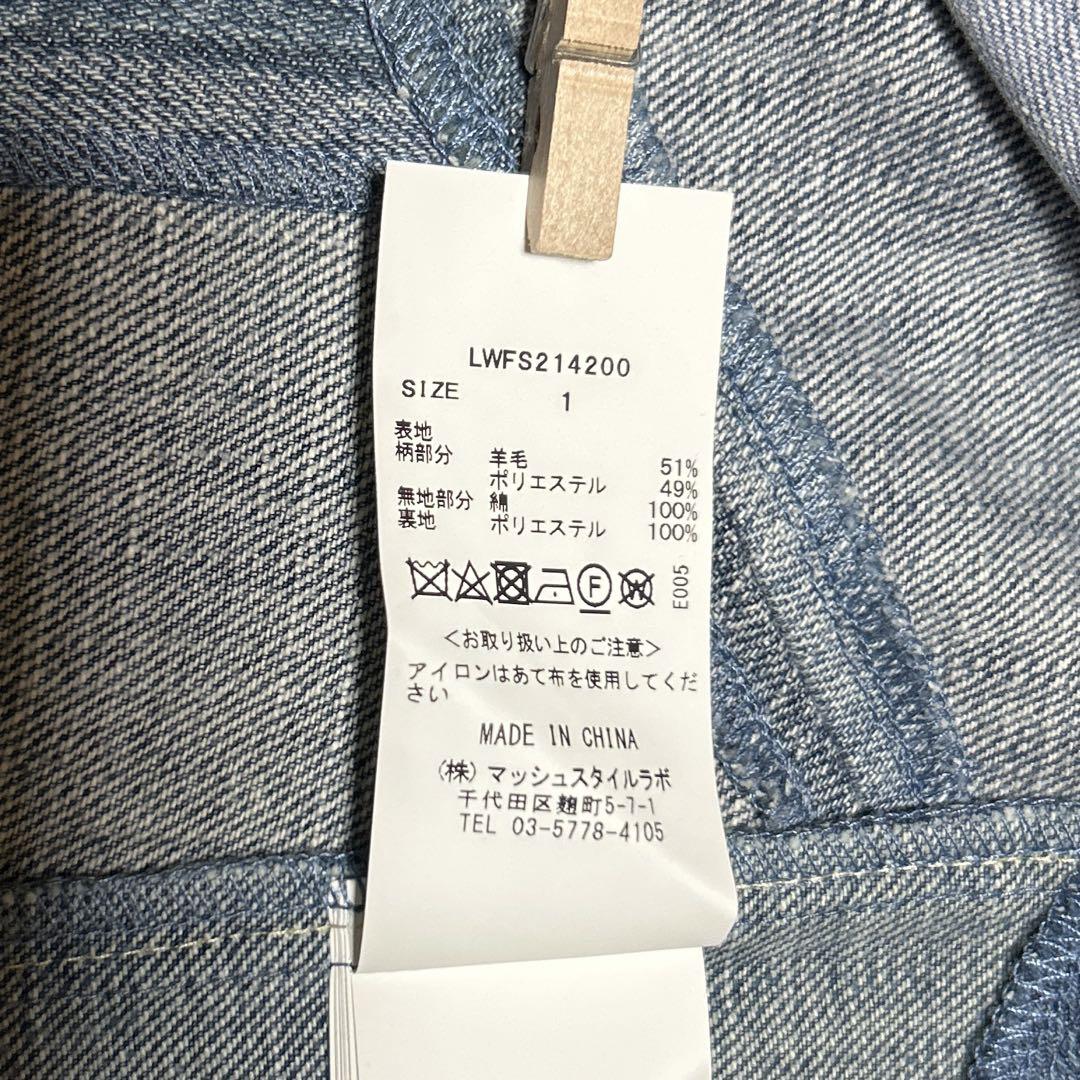 LWFS214200
SIZE 1
表地
柄部分 羊毛 51%
ポリエステル 49%
無地部分 綿 100%
裏地 ポリエステル 100%
F W E005
<お取り扱い上のご注意>
アイロンはあて布を使用してくだ
さい
MADE IN CHINA
(株)マッシュスタイルラボ
千代田区麹町5-7-1
TEL 03-5778-4105